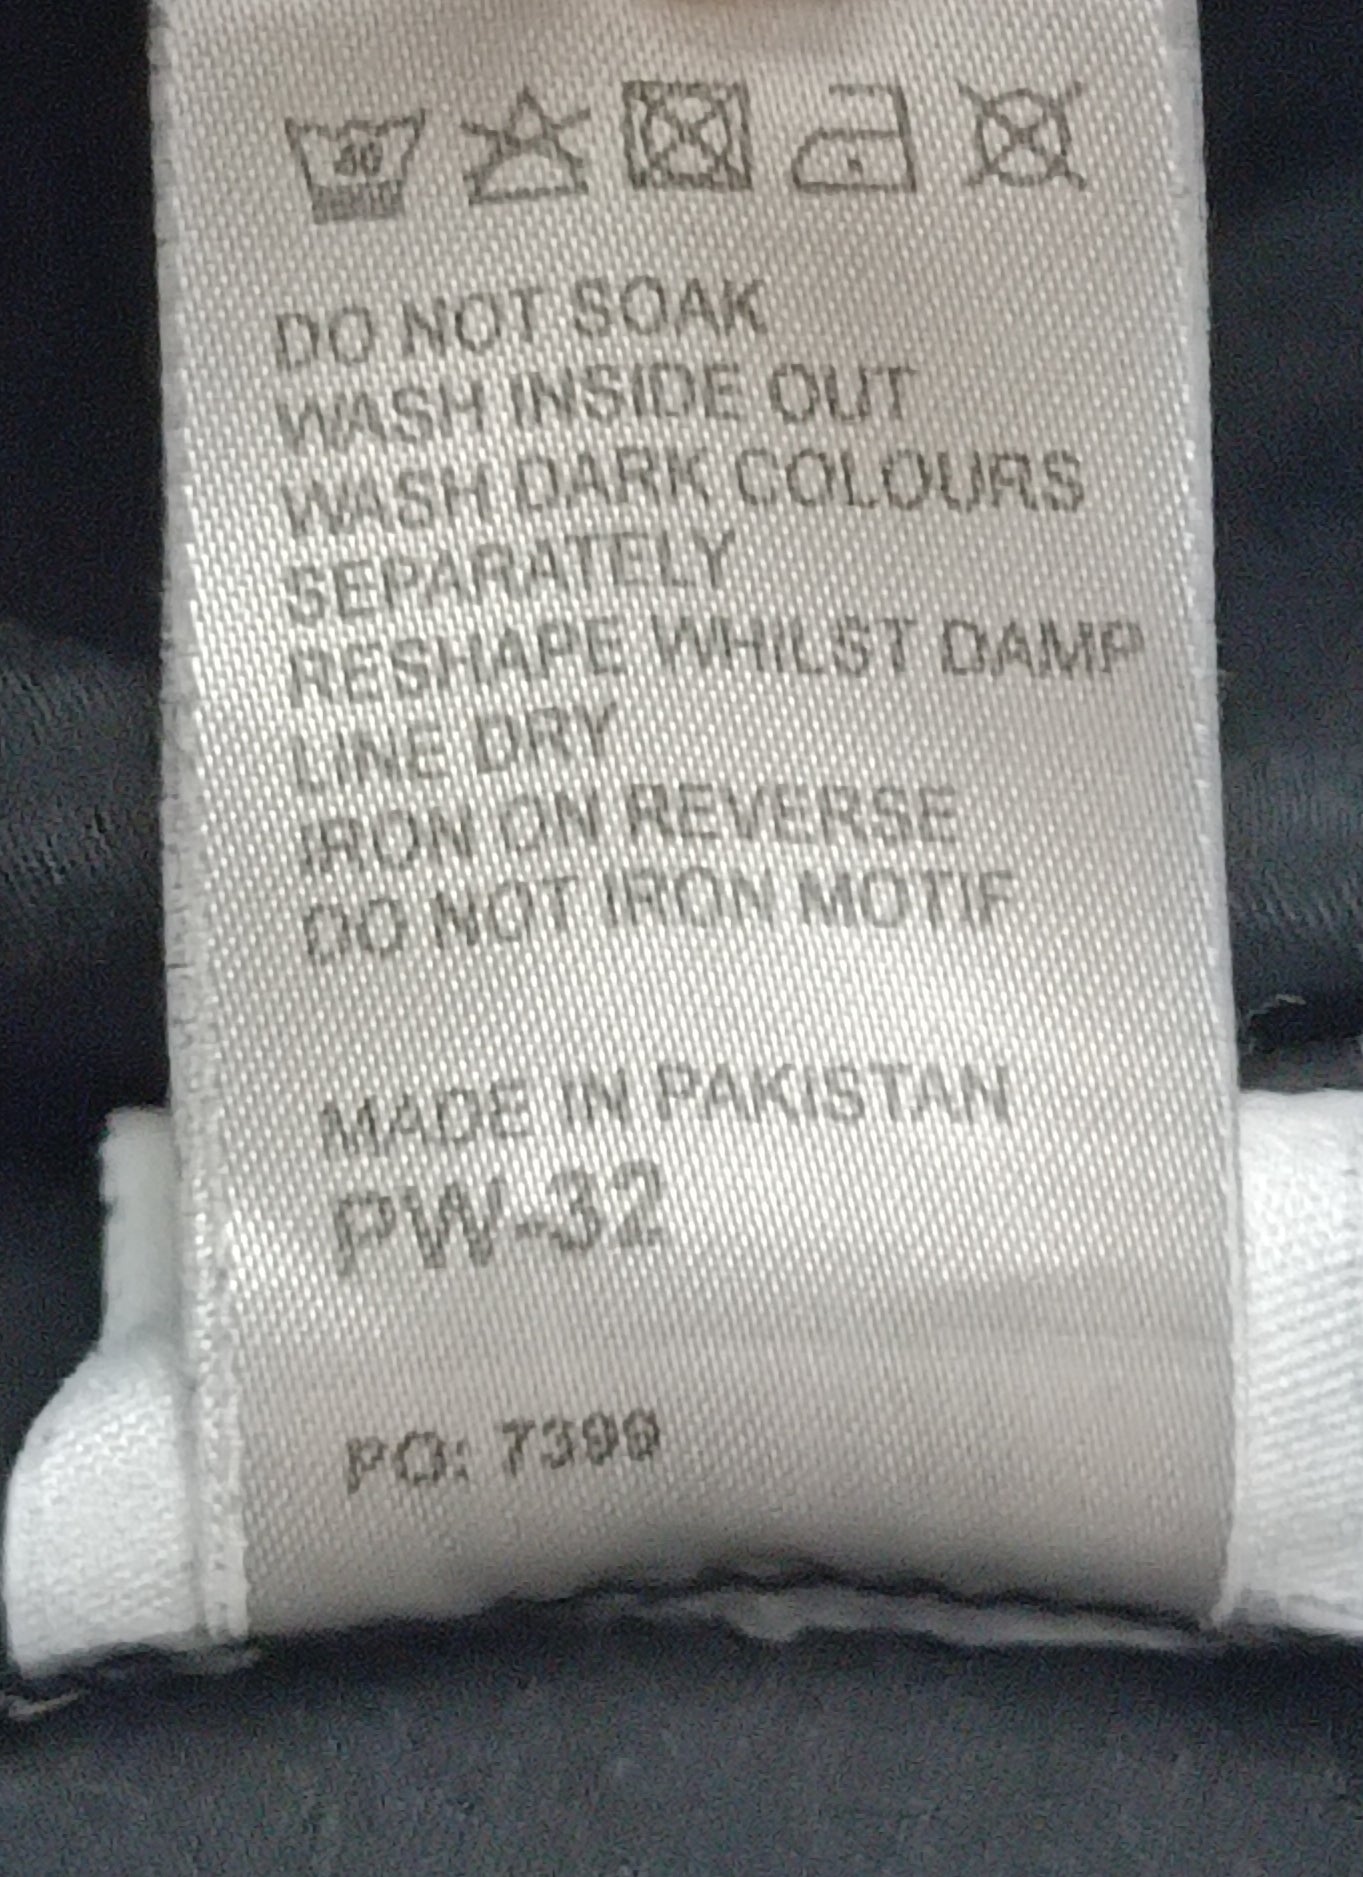 40
DO NOT SOAK
WASH INSIDE OUT
WASH DARK COLOURS
SEPARATELY
RESHAPE WHILST DAMP
LINE DRY
IRON ON REVERSE
DO NOT IRON MOTIF
MADE IN PAKISTAN
PW-32
PO: 7399